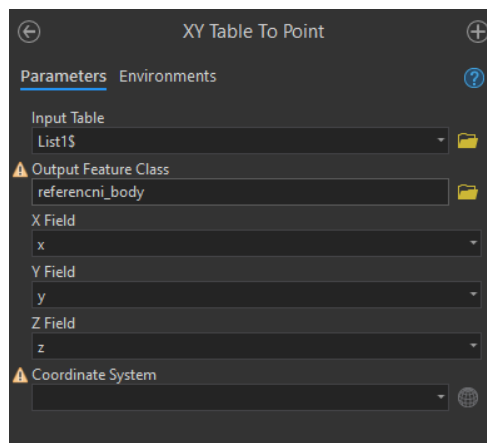 XY Table To Point
Parameters Environments
Input Table
List1$
Output Feature Class
referencni_body
X Field
x
Y Field
y
Z Field
z
Coordinate System